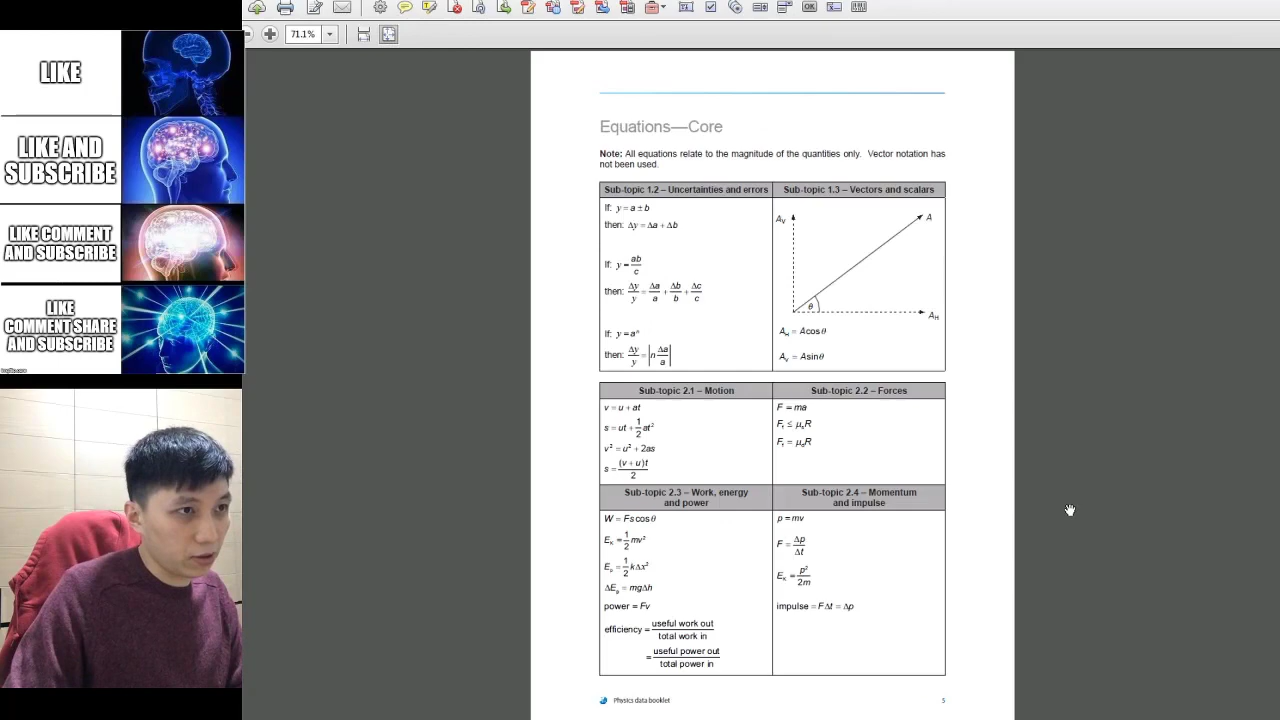 71.1%
OK
LIKE
LIKE AND
SUBSCRIBE
LIKE COMMENT
AND SUBSCRIBE
LIKE
COMMENT SHARE
AND SUBSCRIBE
Equations—Core
Note: All equations relate to the magnitude of the quantities only. Vector notation has
not been used.
Sub-topic 1.2 – Uncertainties and errors
If: y = a ± b
then: Δy = Δa + Δb
If: y = ab/c
then: Δy/y = Δa/a + Δb/b + Δc/c
If: y = aⁿ
then: Δy/y = |n Δa/a|
Sub-topic 1.3 – Vectors and scalars
A_V
A
θ
A_H
A_H = A cos θ
A_V = A sin θ
Sub-topic 2.1 – Motion
v = u + at
s = ut + 1/2 at²
v² = u² + 2as
s = (v + u)t/2
Sub-topic 2.2 – Forces
F = ma
F_f ≤ μ_s R
F_f = μ_d R
Sub-topic 2.3 – Work, energy
and power
W = Fs cos θ
E_K = 1/2 mv²
E_p = 1/2 kΔx²
ΔE_p = mgΔh
power = Fv
efficiency = useful work out/total work in
= useful power out/total power in
Sub-topic 2.4 – Momentum
and impulse
p = mv
F = Δp/Δt
E_K = p²/2m
impulse = FΔt = Δp
Physics data booklet
5